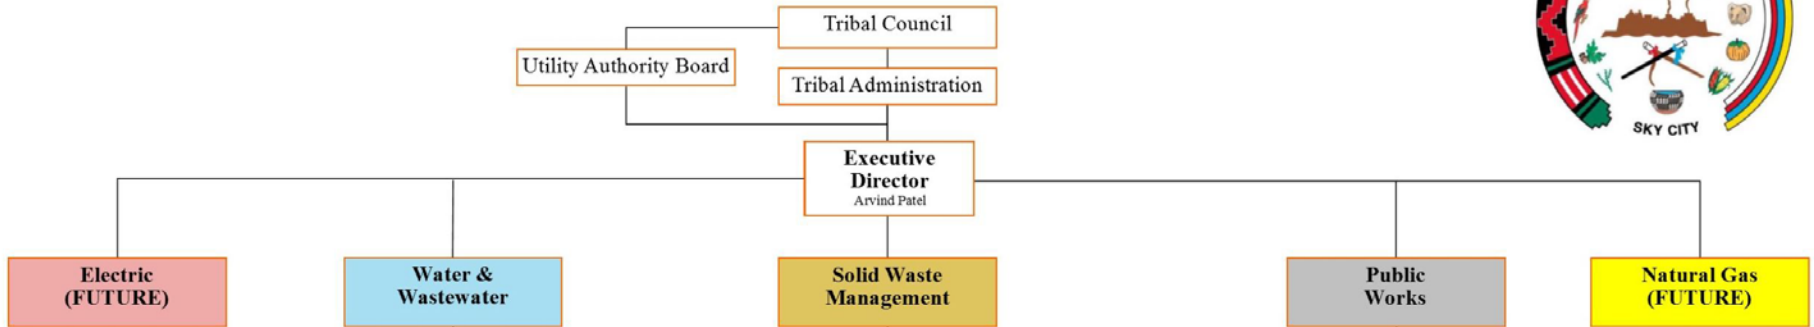 Tribal Council
Utility Authority Board
Tribal Administration
SKY CITY
Executive
Director
Arvind Patel
Electric
(FUTURE)
Water &
Wastewater
Solid Waste
Management
Public
Works
Natural Gas
(FUTURE)